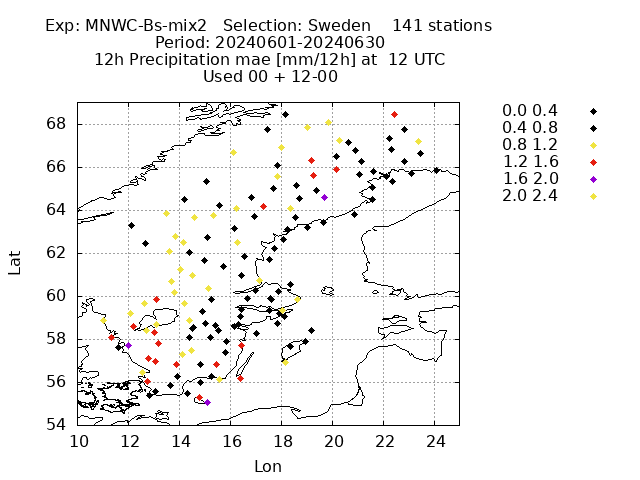 Exp: MNWC-Bs-mix2   Selection: Sweden    141 stations
Period: 20240601-20240630
12h Precipitation mae [mm/12h] at  12 UTC
Used 00 + 12-00
0.0 0.4
0.4 0.8
0.8 1.2
1.2 1.6
1.6 2.0
2.0 2.4
68
66
64
62
60
58
56
54
Lat
10 12 14 16 18 20 22 24
Lon